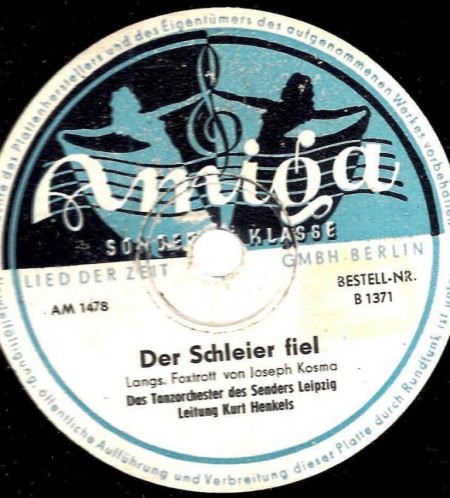 des Plattenherstellers und des Eigentümers des aufgenommenen Werkes vorbehalten
Amiga
SONDER KLASSE
LIED DER ZEIT GMBH·BERLIN
AM 1478
BESTELL-NR.
B 1371
Der Schleier fiel
Langs. Foxtrott von Joseph Kosma
Das Tanzorchester des Senders Leipzig
Leitung Kurt Henkels
öffentliche Aufführung und Verbreitung dieser Platte durch Rundfunk ist